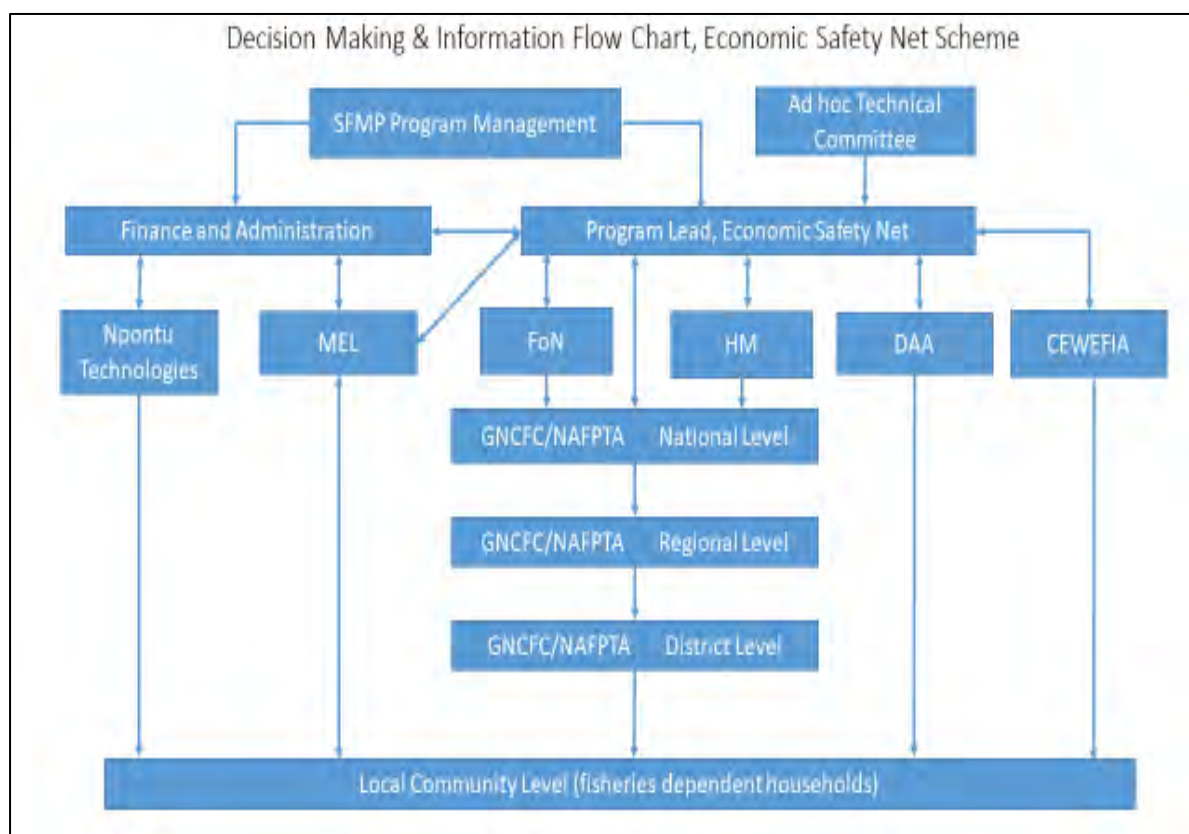 Decision Making & Information Flow Chart, Economic Safety Net Scheme
SFMP Program Management
Ad hoc Technical
Committee
Finance and Administration
Program Lead, Economic Safety Net
Npontu
Technologies
MEL
FoN
HM
DAA
CEWEFIA
GNCFC/NAFPTA National Level
GNCFC/NAFPTA Regional Level
GNCFC/NAFPTA District Level
Local Community Level (fisheries dependent households)